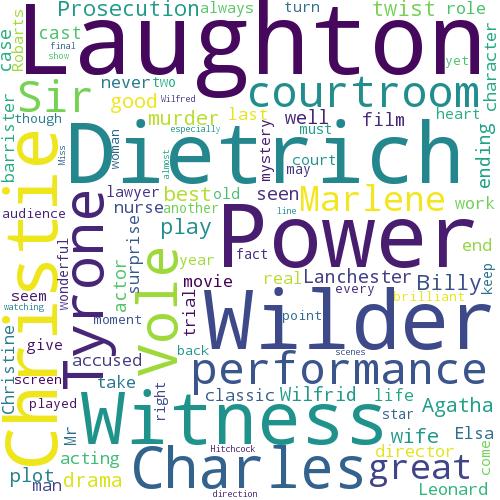 Prosecution always turn twist role
cast
case
Robarts
Laughton
final
show
yet
character
Sir never two Wilfred courtroom
though
good
barrister
murder last well film heart
Dietrich
especially
must
ending
Miss
woman
almost
mystery
court
may
Christie
lawyer best old seen Marlene work
audience
nurse another play
Tyrone
surprise
year
Power
fact
end
wonderful
actor
Vole
movie real Lanchester Billy
keep
seem
trial
every
brilliant
moment
Wilder
point
Christine
give
accused
back
scenes
watching
screen
take
right
performance
classic Wilfrid life Agatha
star
played
Witness
wife Elsa
Mr
acting
director
plot
drama
Charles
Hitchcock
great
come
man
direction
Leonard
line